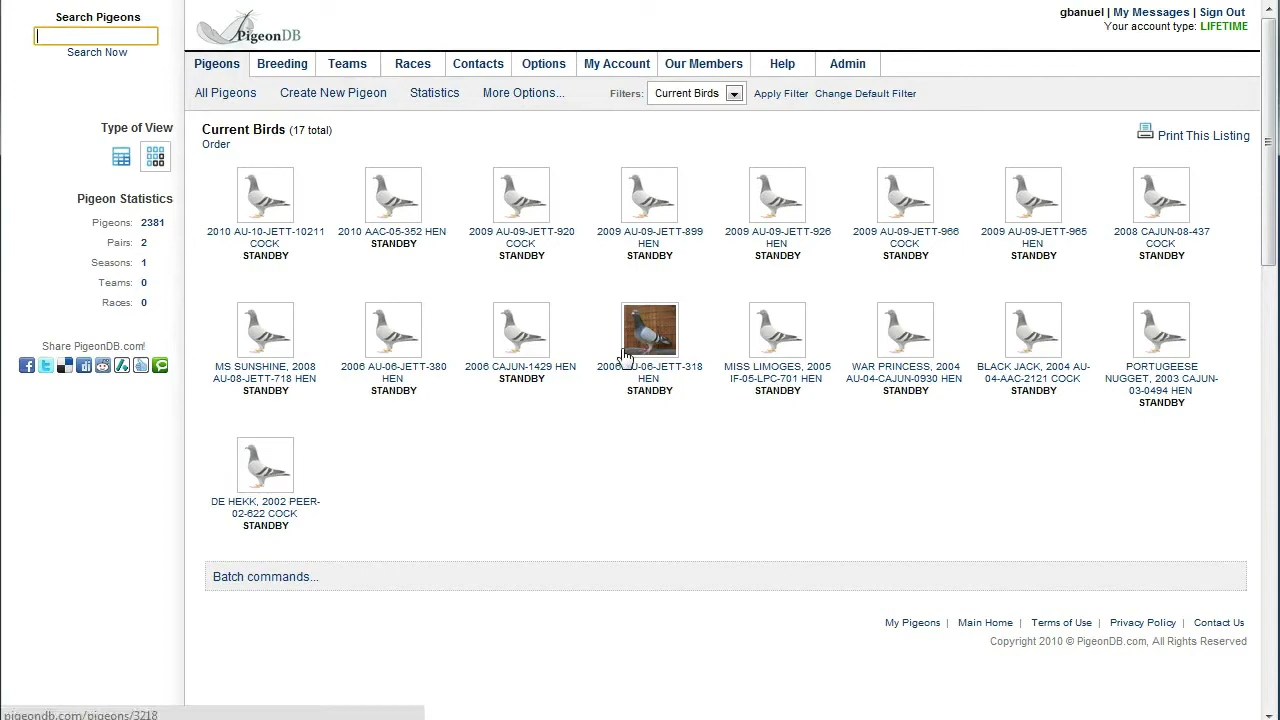 Search Pigeons
Search Now
PigeonDB
gbanuel | My Messages | Sign Out
Your account type: LIFETIME
Pigeons Breeding Teams Races Contacts Options My Account Our Members Help Admin
All Pigeons Create New Pigeon Statistics More Options... Filters: Current Birds Apply Filter Change Default Filter
Type of View
Pigeon Statistics
Pigeons: 2381
Pairs: 2
Seasons: 1
Teams: 0
Races: 0
Share PigeonDB.com!
Current Birds (17 total)
Order
Print This Listing
2010 AU-10-JETT-10211
COCK
STANDBY
2010 AAC-05-352 HEN
STANDBY
2009 AU-09-JETT-920
COCK
STANDBY
2009 AU-09-JETT-899
HEN
STANDBY
2009 AU-09-JETT-926
HEN
STANDBY
2009 AU-09-JETT-966
COCK
STANDBY
2009 AU-09-JETT-965
HEN
STANDBY
2008 CAJUN-08-437
COCK
STANDBY
MS SUNSHINE, 2008
AU-08-JETT-718 HEN
STANDBY
2006 AU-06-JETT-380
HEN
STANDBY
2006 CAJUN-1429 HEN
STANDBY
2006 AU-06-JETT-318
HEN
STANDBY
MISS LIMOGES, 2005
IF-05-LPC-701 HEN
STANDBY
WAR PRINCESS, 2004
AU-04-CAJUN-0930 HEN
STANDBY
BLACK JACK, 2004 AU-
04-AAC-2121 COCK
STANDBY
PORTUGEESE
NUGGET, 2003 CAJUN-
03-0494 HEN
STANDBY
DE HEKK, 2002 PEER-
02-622 COCK
STANDBY
Batch commands...
My Pigeons | Main Home | Terms of Use | Privacy Policy | Contact Us
Copyright 2010 © PigeonDB.com, All Rights Reserved
pigeondb.com/pigeons/3218